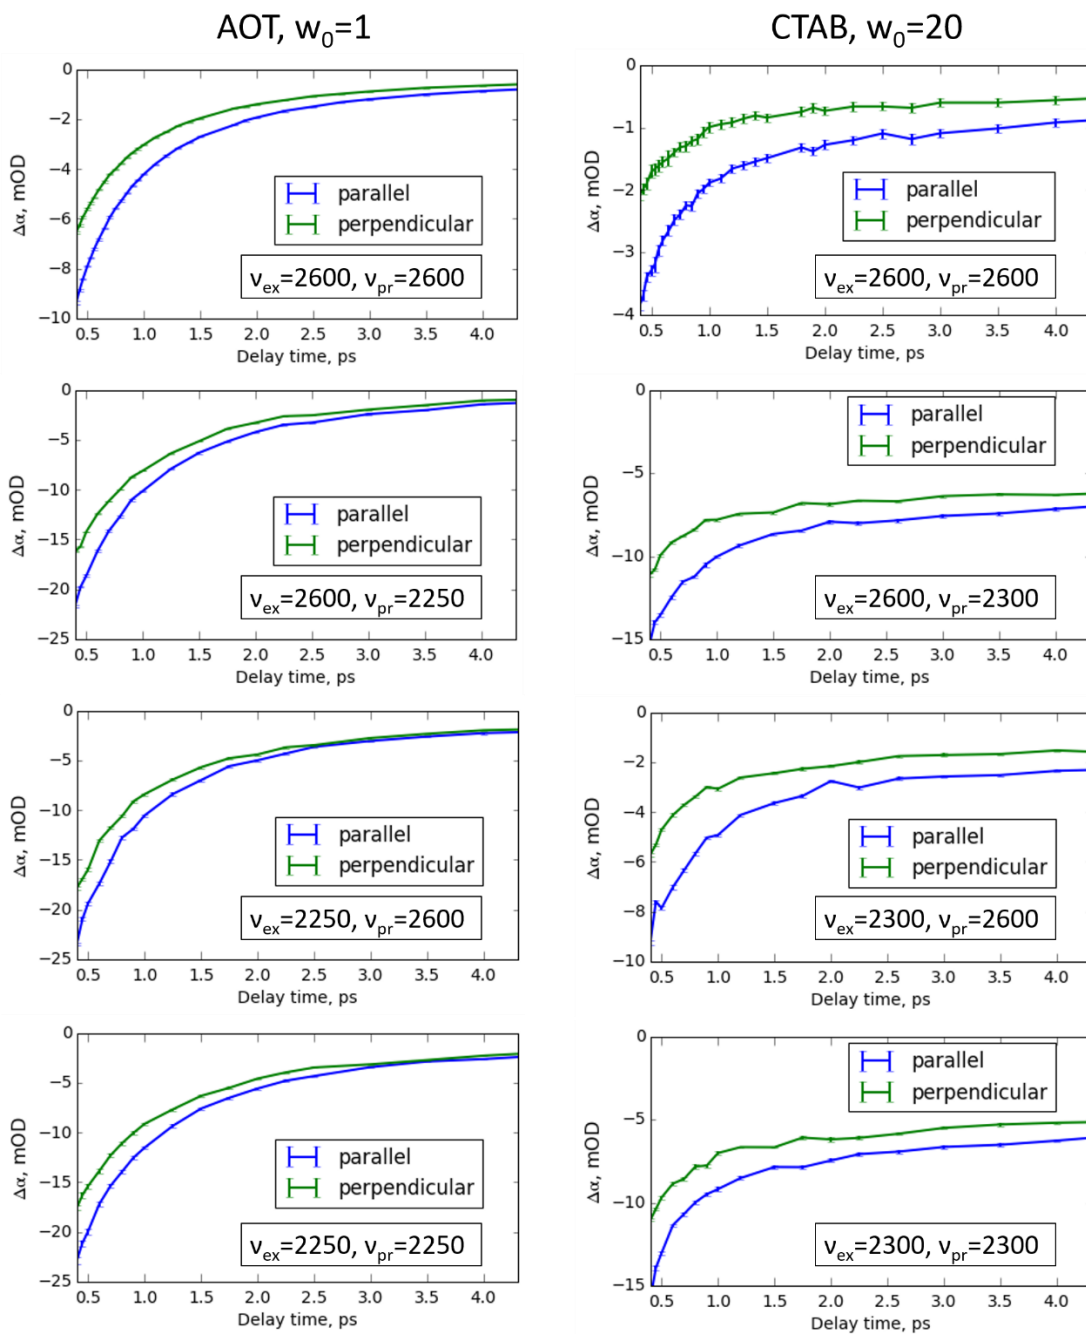 AOT, w₀=1
CTAB, w₀=20
0
−2
−4
−6
−8
−10
Δα, mOD
parallel
perpendicular
νₑₓ=2600, νₚᵣ=2600
0.5 1.0 1.5 2.0 2.5 3.0 3.5 4.0
Delay time, ps
0
−1
−2
−3
−4
Δα, mOD
parallel
perpendicular
νₑₓ=2600, νₚᵣ=2600
0.5 1.0 1.5 2.0 2.5 3.0 3.5 4.0
Delay time, ps
0
−5
−10
−15
−20
−25
Δα, mOD
parallel
perpendicular
νₑₓ=2600, νₚᵣ=2250
0.5 1.0 1.5 2.0 2.5 3.0 3.5 4.0
Delay time, ps
0
−5
−10
−15
Δα, mOD
parallel
perpendicular
νₑₓ=2600, νₚᵣ=2300
0.5 1.0 1.5 2.0 2.5 3.0 3.5 4.0
Delay time, ps
0
−5
−10
−15
−20
−25
Δα, mOD
parallel
perpendicular
νₑₓ=2250, νₚᵣ=2600
0.5 1.0 1.5 2.0 2.5 3.0 3.5 4.0
Delay time, ps
0
−2
−4
−6
−8
−10
Δα, mOD
parallel
perpendicular
νₑₓ=2300, νₚᵣ=2600
0.5 1.0 1.5 2.0 2.5 3.0 3.5 4.0
Delay time, ps
0
−5
−10
−15
−20
−25
Δα, mOD
parallel
perpendicular
νₑₓ=2250, νₚᵣ=2250
0.5 1.0 1.5 2.0 2.5 3.0 3.5 4.0
Delay time, ps
0
−5
−10
−15
Δα, mOD
parallel
perpendicular
νₑₓ=2300, νₚᵣ=2300
0.5 1.0 1.5 2.0 2.5 3.0 3.5 4.0
Delay time, ps